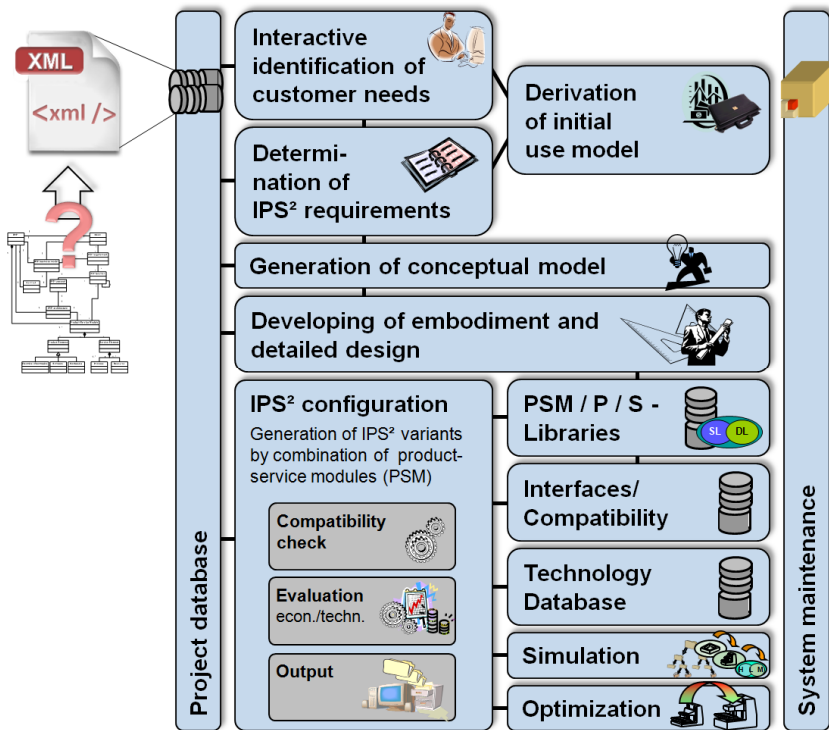 XML
<xml />
?
Project database
Interactive
identification of
customer needs
Derivation
of initial
use model
Determi-
nation of
IPS² requirements
Generation of conceptual model
Developing of embodiment and
detailed design
IPS² configuration
Generation of IPS² variants
by combination of product-
service modules (PSM)
Compatibility
check
Evaluation
econ./techn.
Output
PSM / P / S -
Libraries
SL
DL
Interfaces/
Compatibility
Technology
Database
Simulation
H L M
Optimization
System maintenance